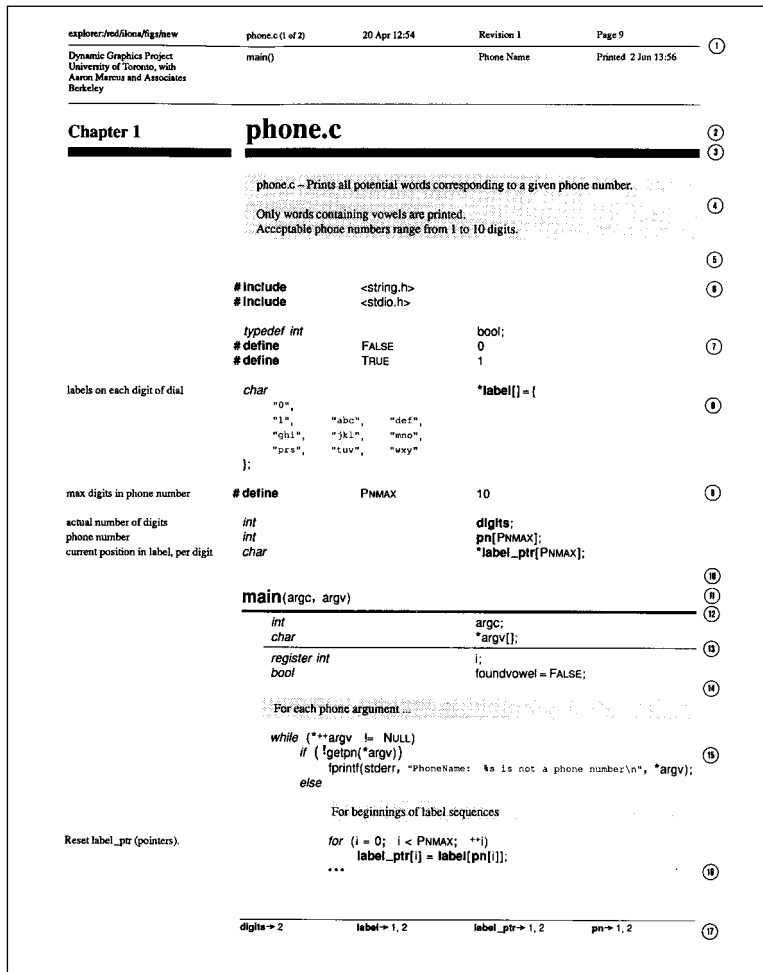 explorer:/red/ilona/figs/new phone.c (1 of 2) 20 Apr 12:54 Revision 1 Page 9
1
Dynamic Graphics Project main() Phone Name Printed 2 Jun 13:56
University of Toronto, with
Aaron Marcus and Associates
Berkeley
Chapter 1 phone.c 2
3
phone.c – Prints all potential words corresponding to a given phone number.
4
Only words containing vowels are printed.
Acceptable phone numbers range from 1 to 10 digits.
5
# include <string.h> 6
# include <stdio.h>
typedef int bool;
# define FALSE 0 7
# define TRUE 1
labels on each digit of dial char *label[] = {
"0", 8
"1", "abc", "def",
"ghi", "jkl", "mno",
"prs", "tuv", "wxy"
};
max digits in phone number # define PNMAX 10 9
actual number of digits int digits;
phone number int pn[PNMAX];
current position in label, per digit char *label_ptr[PNMAX];
10
main(argc, argv) 11
12
int argc;
char *argv[];
13
register int i;
bool foundvowel = FALSE;
14
For each phone argument ...
while (*++argv != NULL)
if ( !getpn(*argv)) 15
fprintf(stderr, "PhoneName: %s is not a phone number\n", *argv);
else
For beginnings of label sequences
Reset label_ptr (pointers). for (i = 0; i < PNMAX; ++i)
label_ptr[i] = label[pn[i]];
••• 16
digits→ 2 label→ 1, 2 label_ptr→ 1, 2 pn→ 1, 2 17